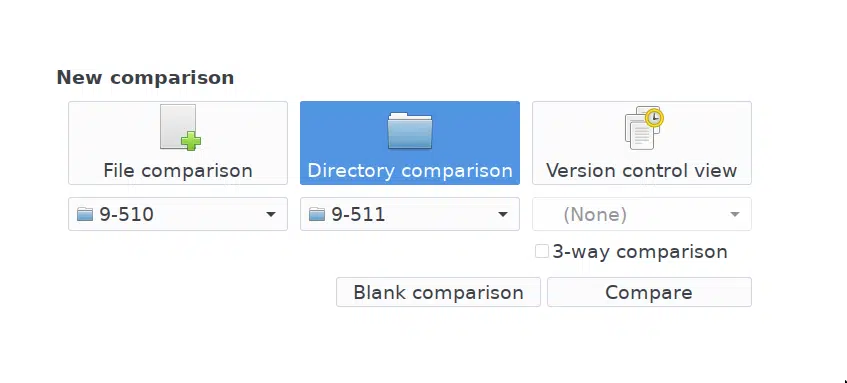 New comparison
File comparison
Directory comparison
Version control view
9-510
9-511
(None)
3-way comparison
Blank comparison
Compare